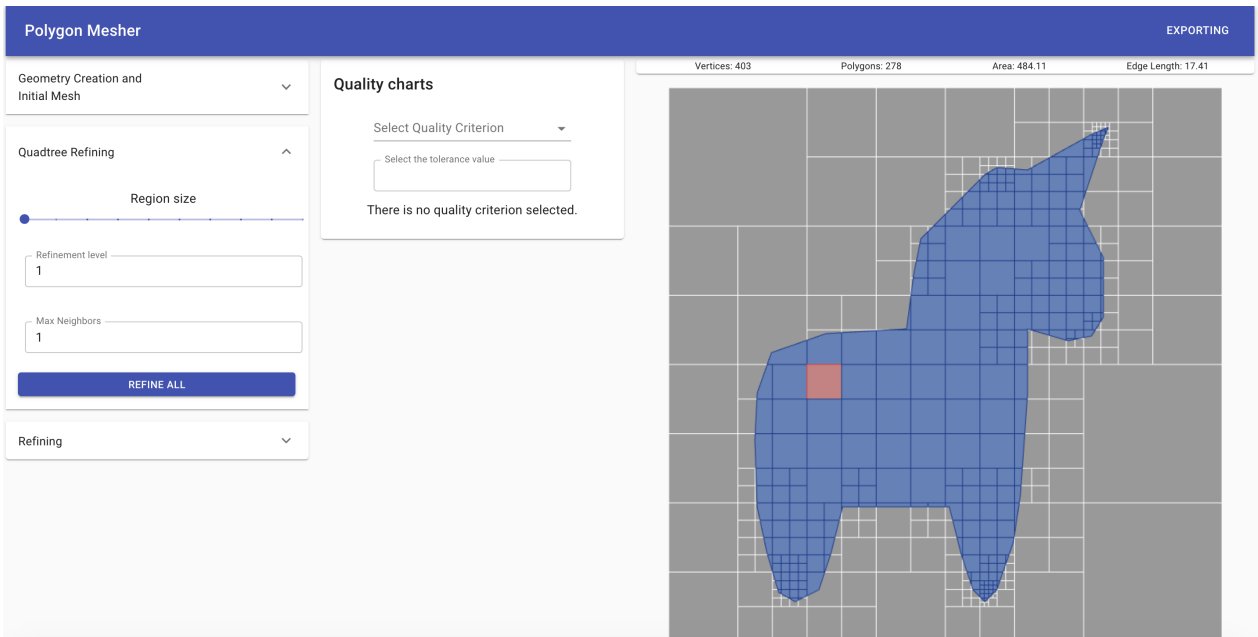 Polygon Mesher
EXPORTING
Geometry Creation and
Initial Mesh
Quadtree Refining
Region size
Refinement level
1
Max Neighbors
1
REFINE ALL
Refining
Quality charts
Select Quality Criterion
Select the tolerance value
There is no quality criterion selected.
Vertices: 403
Polygons: 278
Area: 484.11
Edge Length: 17.41